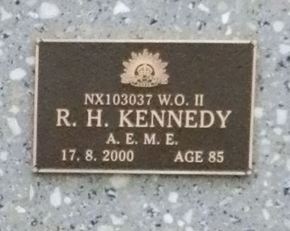 NX103037 W.O. II
R. H. KENNEDY
A. E. M. E.
17. 8. 2000 AGE 85